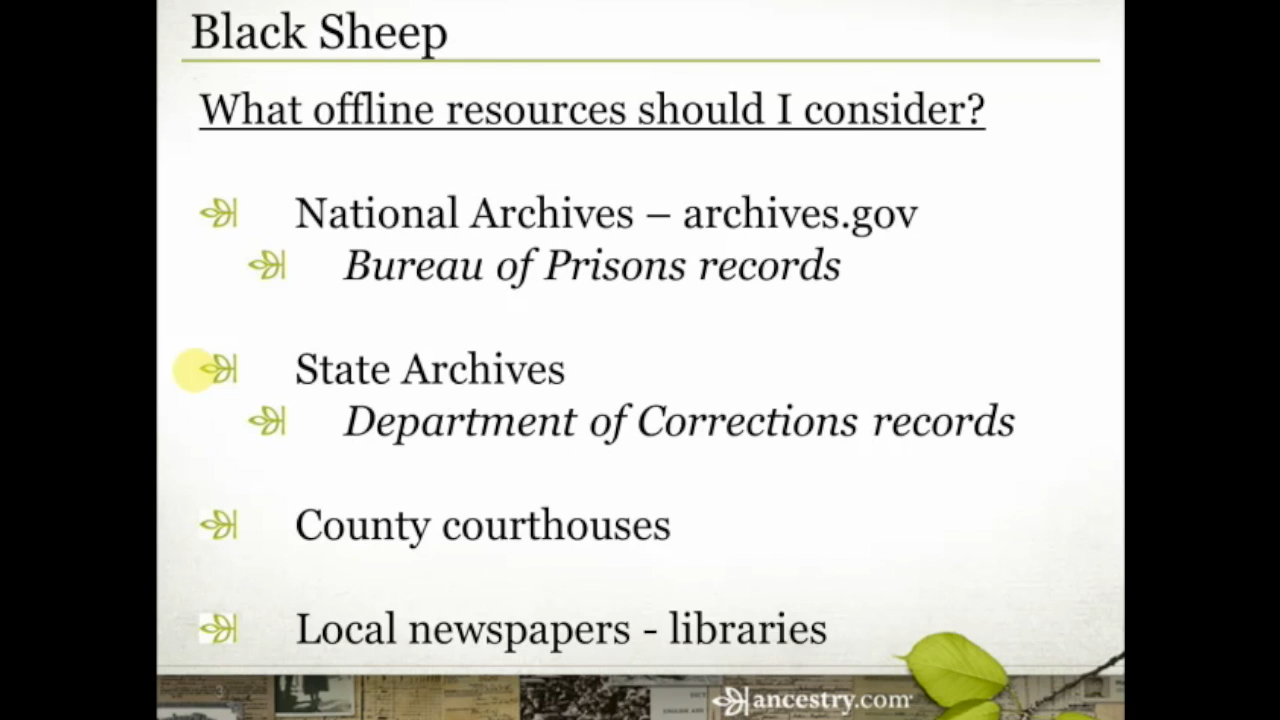 Black Sheep
What offline resources should I consider?
National Archives – archives.gov
Bureau of Prisons records
State Archives
Department of Corrections records
County courthouses
Local newspapers - libraries
ancestry.com